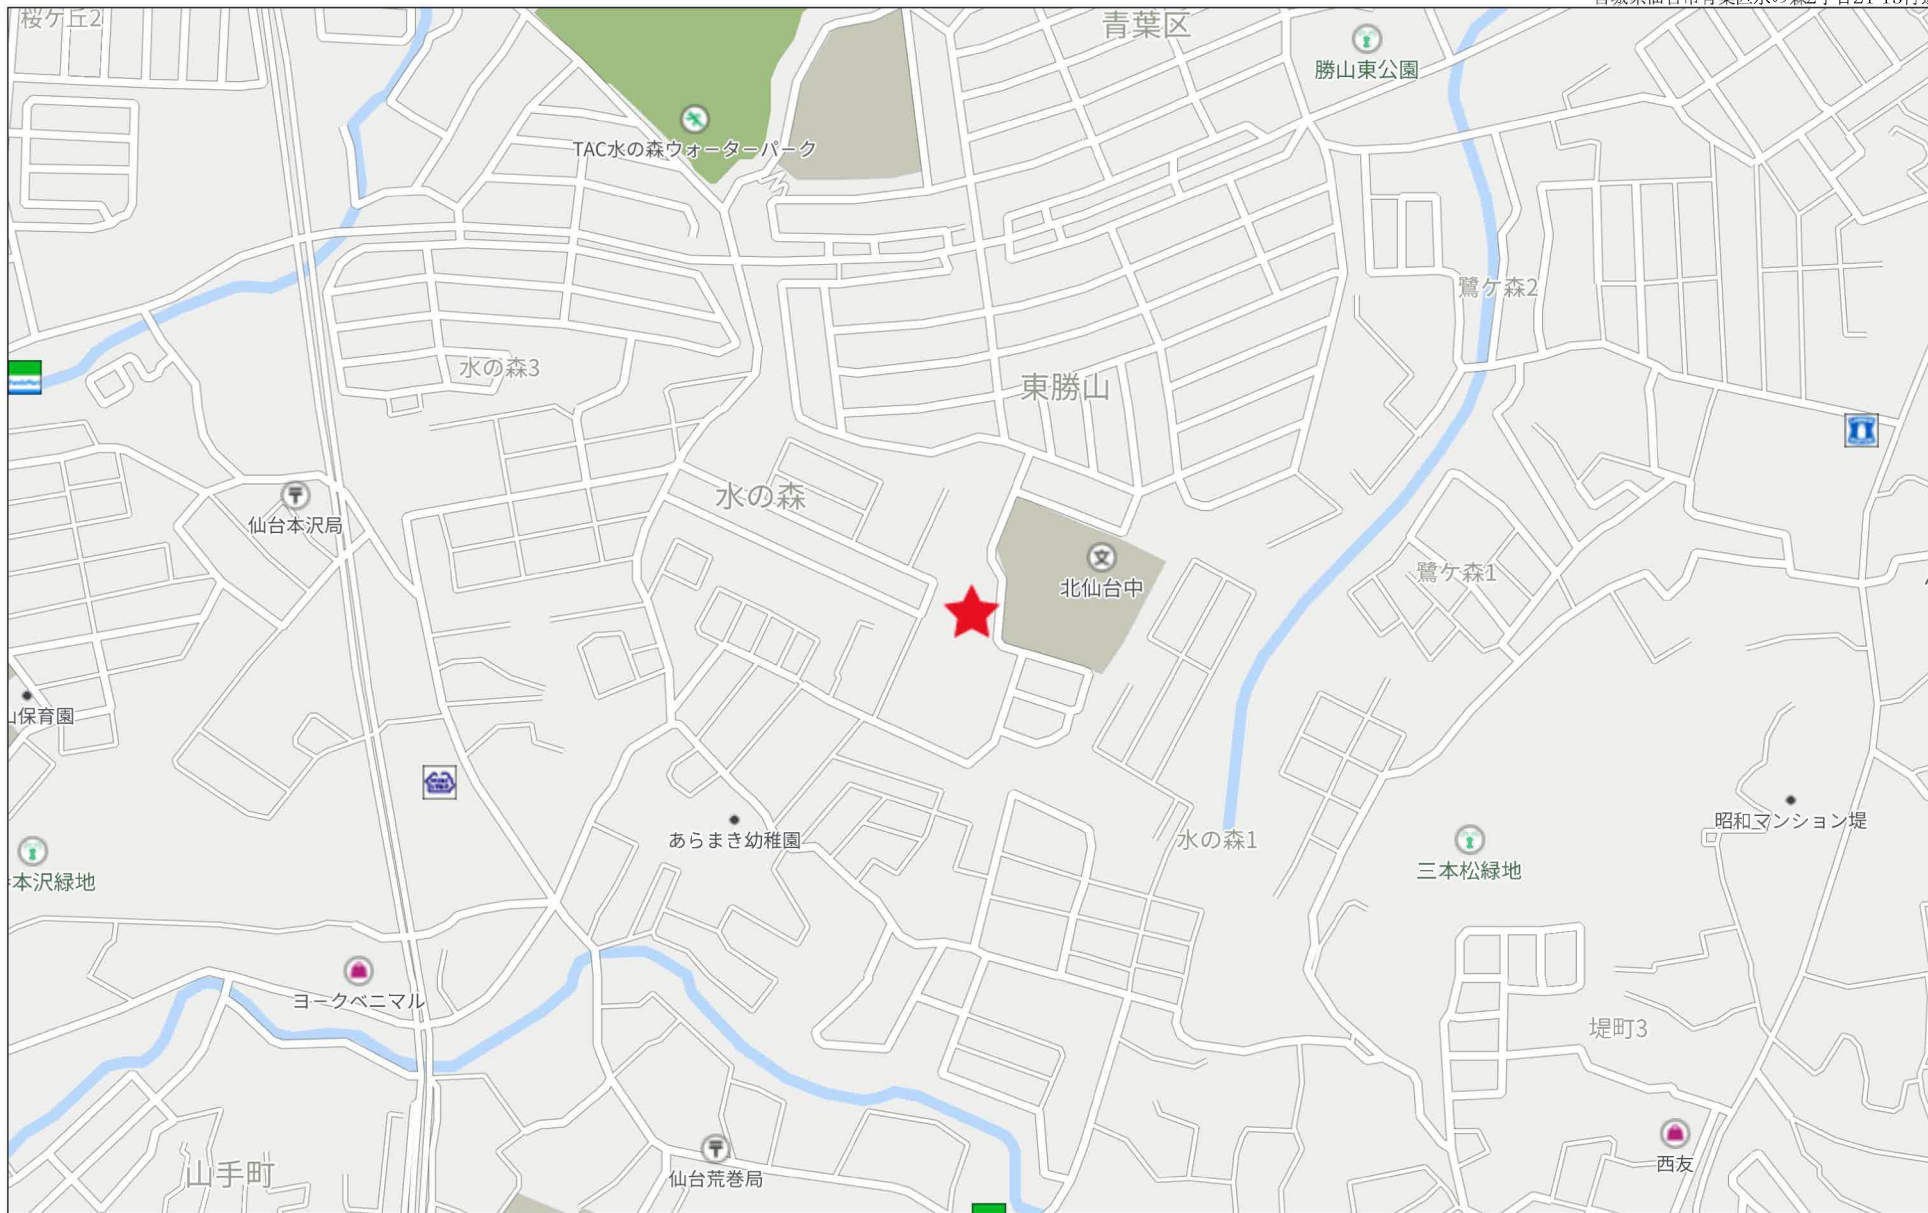 桜ケ丘2
青葉区
勝山東公園
TAC水の森ウォーターパーク
鷺ケ森2
水の森3
東勝山
水の森
仙台本沢局
北仙台中
鷺ケ森1
保育園
昭和マンション堤
あらまき幼稚園
水の森1
三本松緑地
本沢緑地
ヨークベニマル
堤町3
西友
山手町
仙台荒巻局